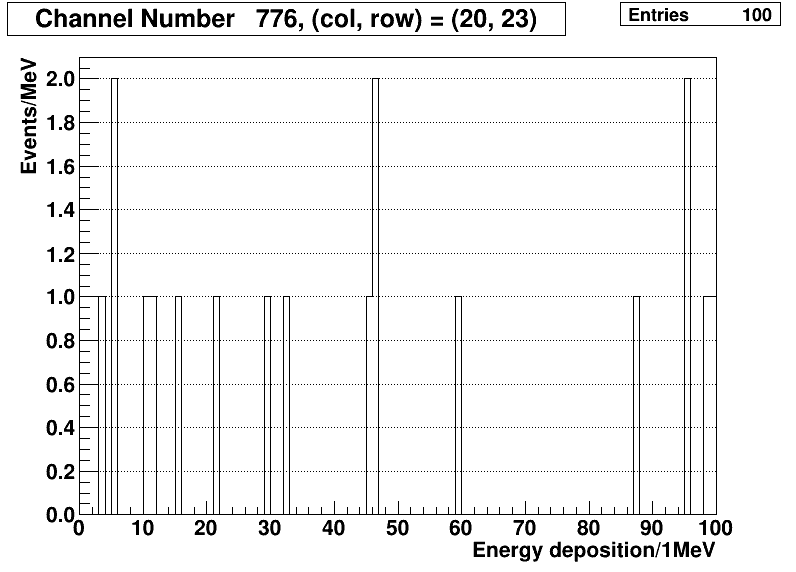 Channel Number 776, (col, row) = (20, 23)
Entries 100
Events/MeV
2.0
1.8
1.6
1.4
1.2
1.0
0.8
0.6
0.4
0.2
0.0
0 10 20 30 40 50 60 70 80 90 100
Energy deposition/1MeV